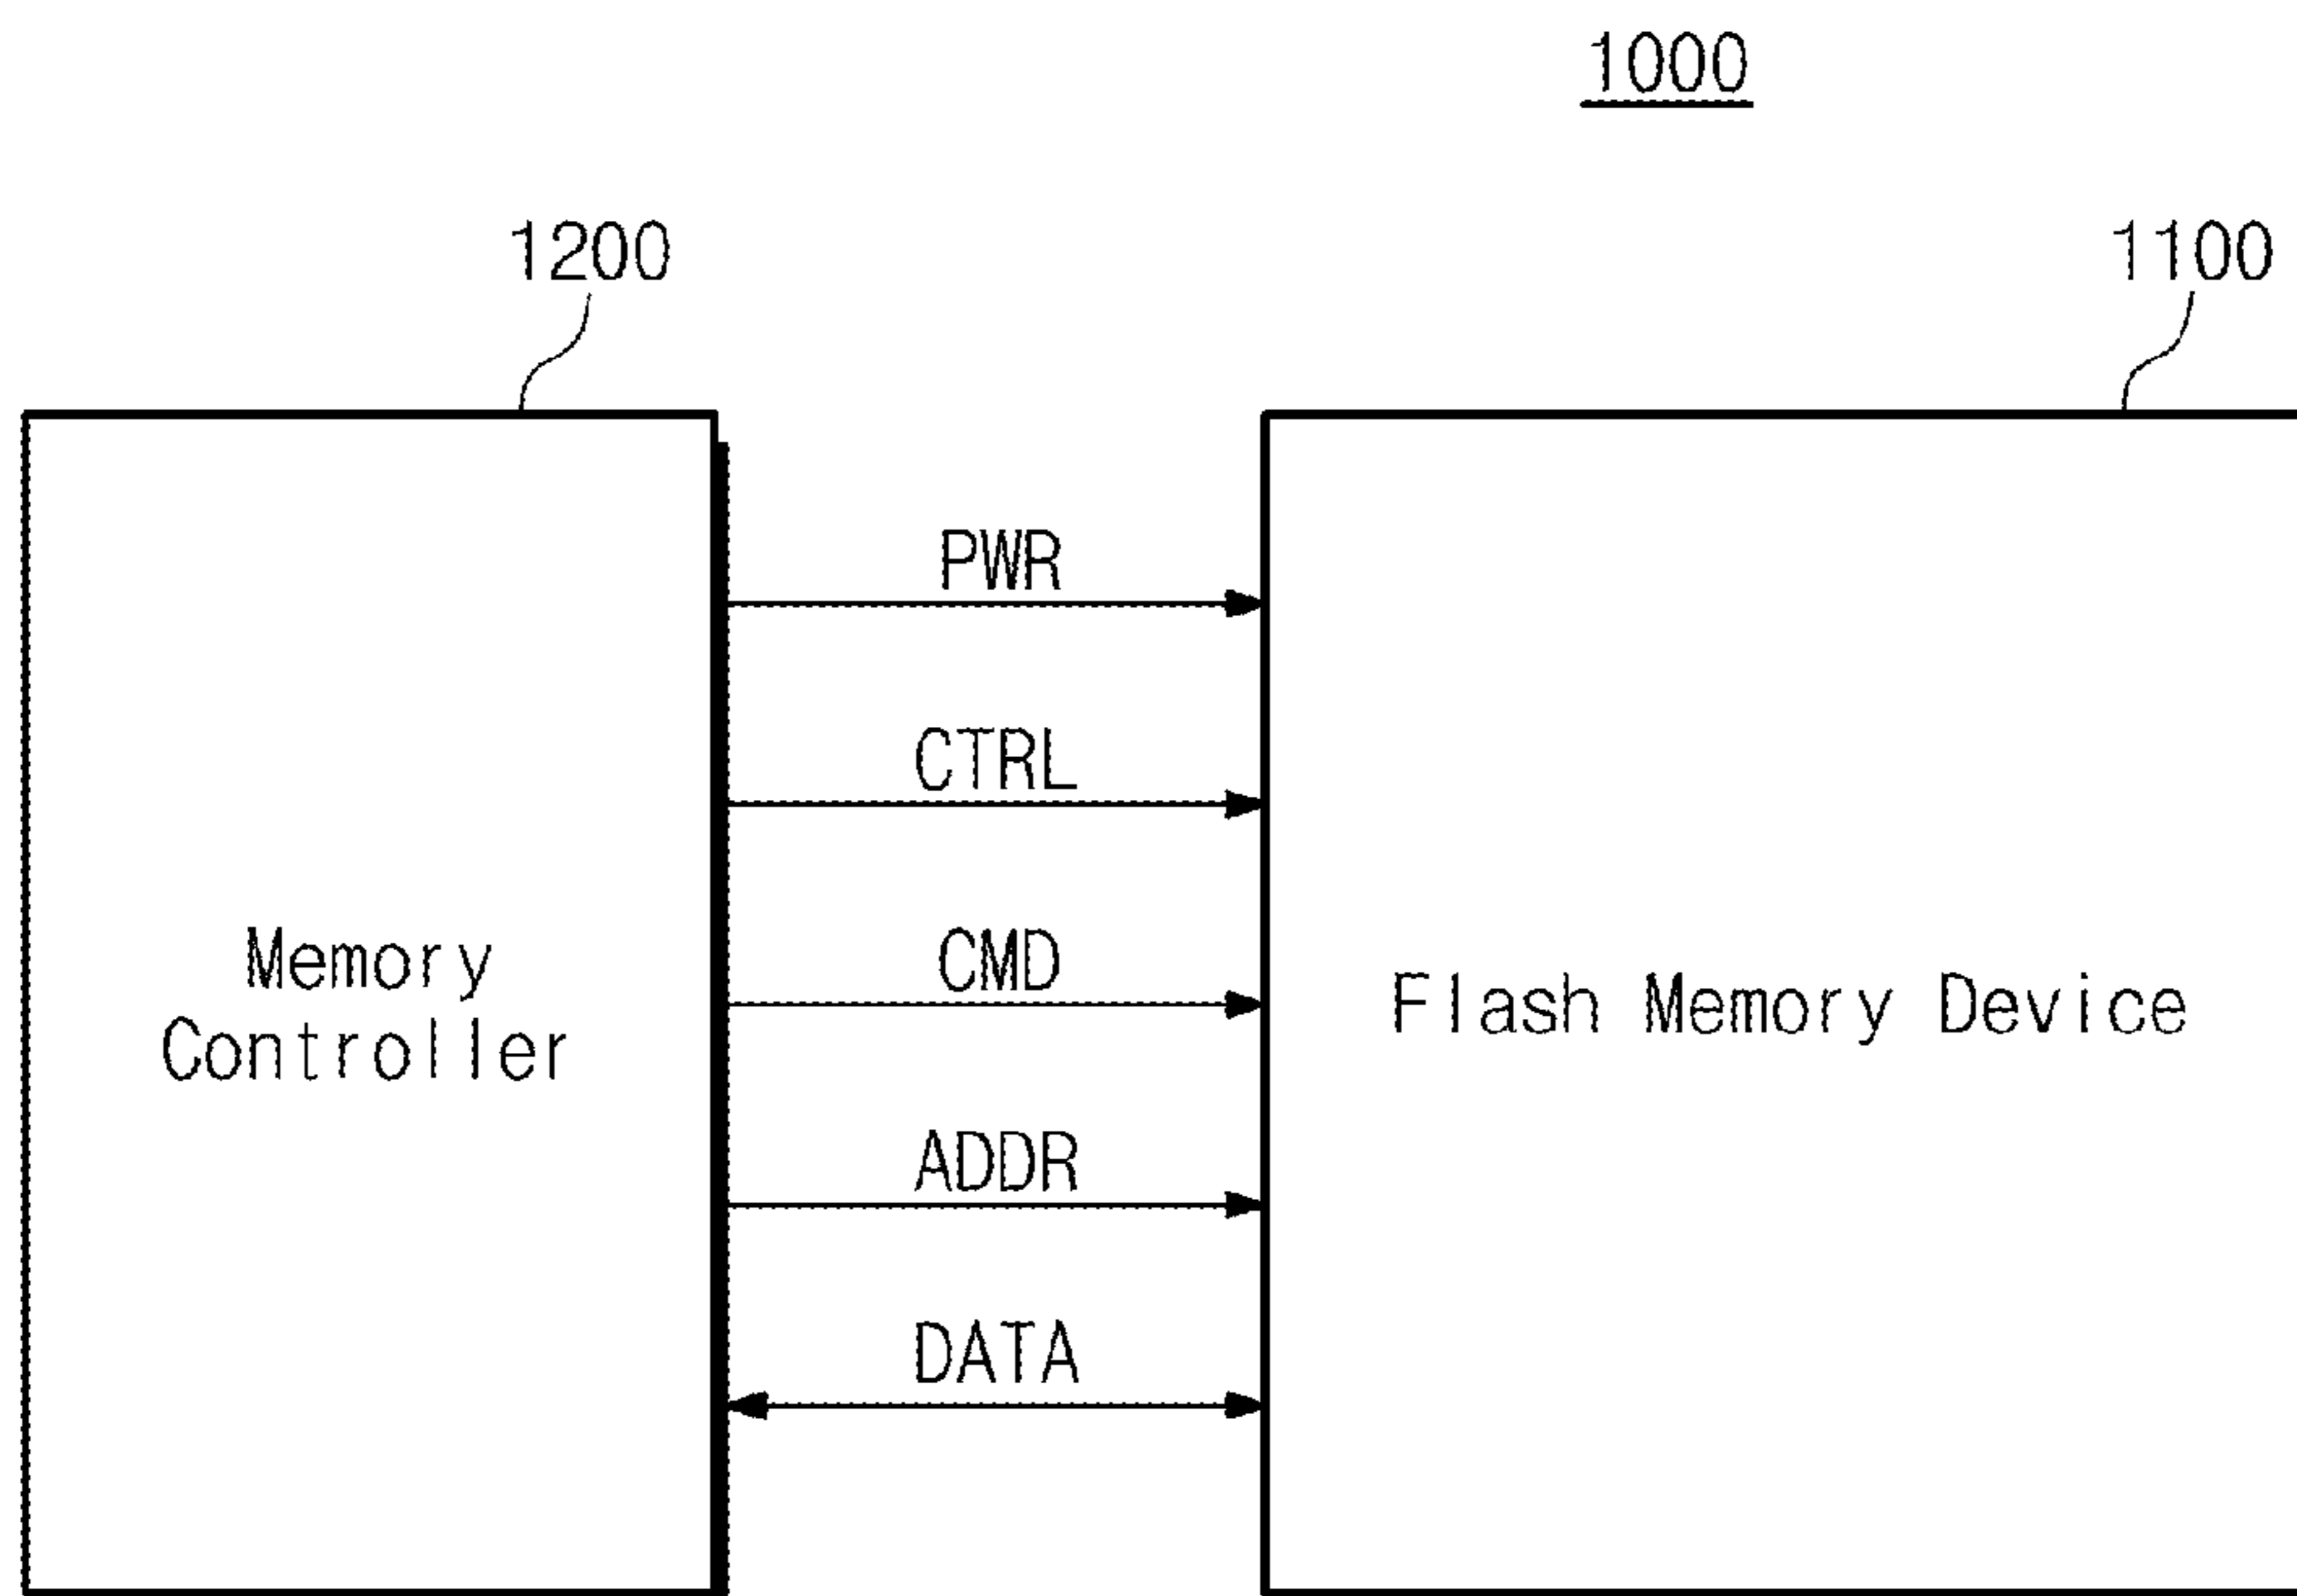 1000
1200
1100
PWR
CTRL
CMD
ADDR
DATA
Memory
Controller
Flash Memory Device